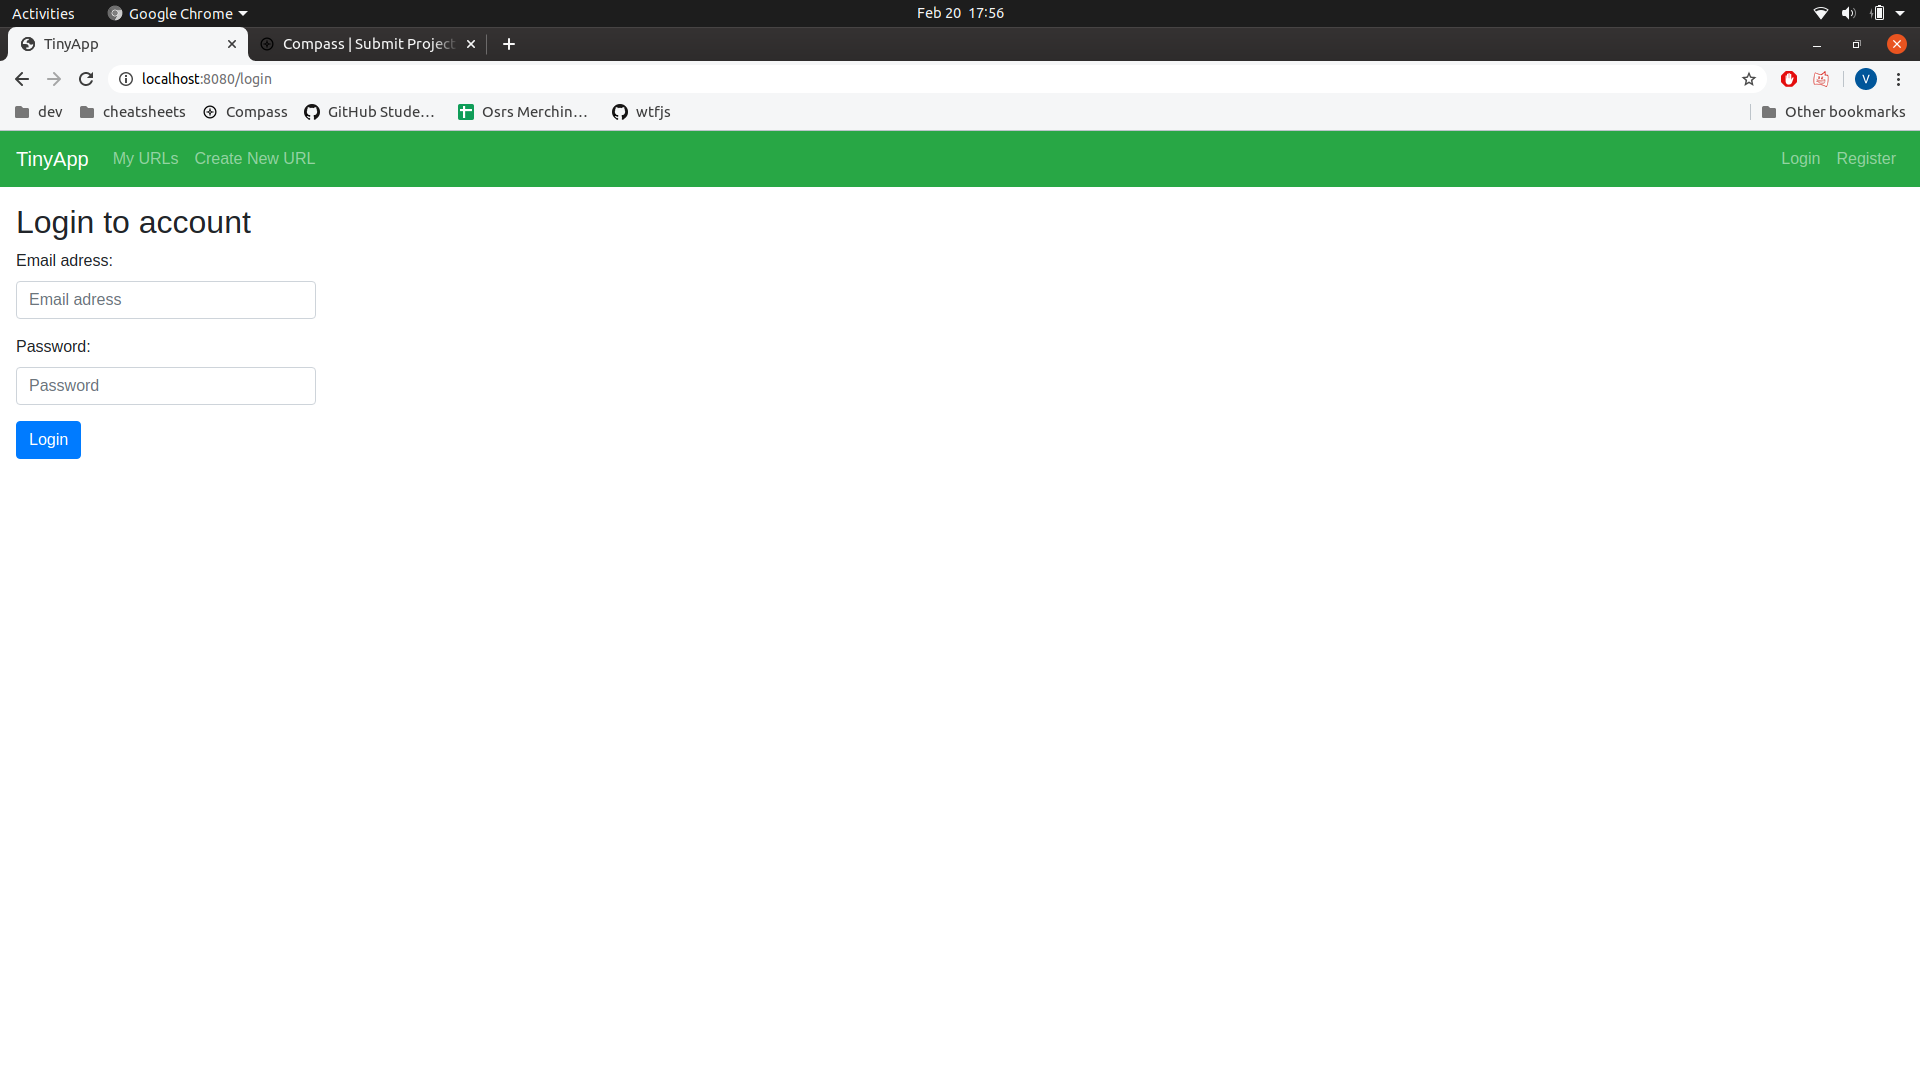 Activities Google Chrome Feb 20 17:56
TinyApp Compass | Submit Project
localhost:8080/login V
dev cheatsheets Compass GitHub Stude... Osrs Merchin... wtfjs Other bookmarks
TinyApp My URLs Create New URL Login Register
Login to account
Email adress:
Email adress
Password:
Password
Login